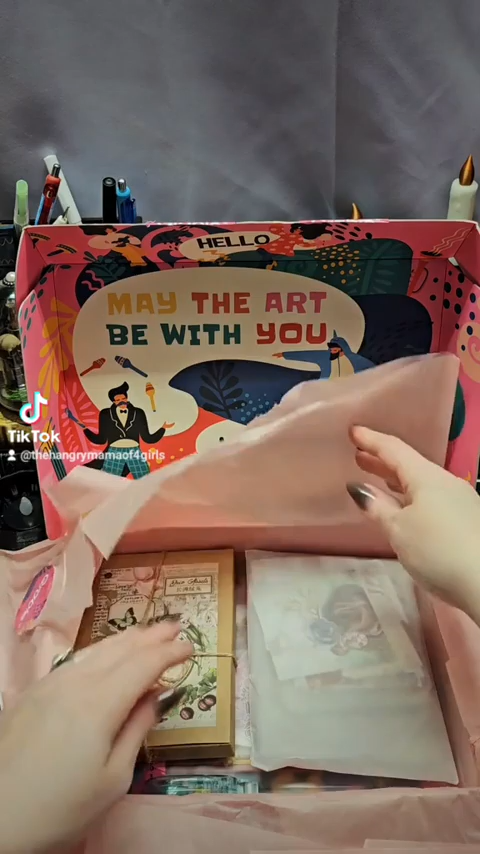 HELLO
MAY THE ART
BE WITH YOU
TikTok
@thehangrymamaof4girls